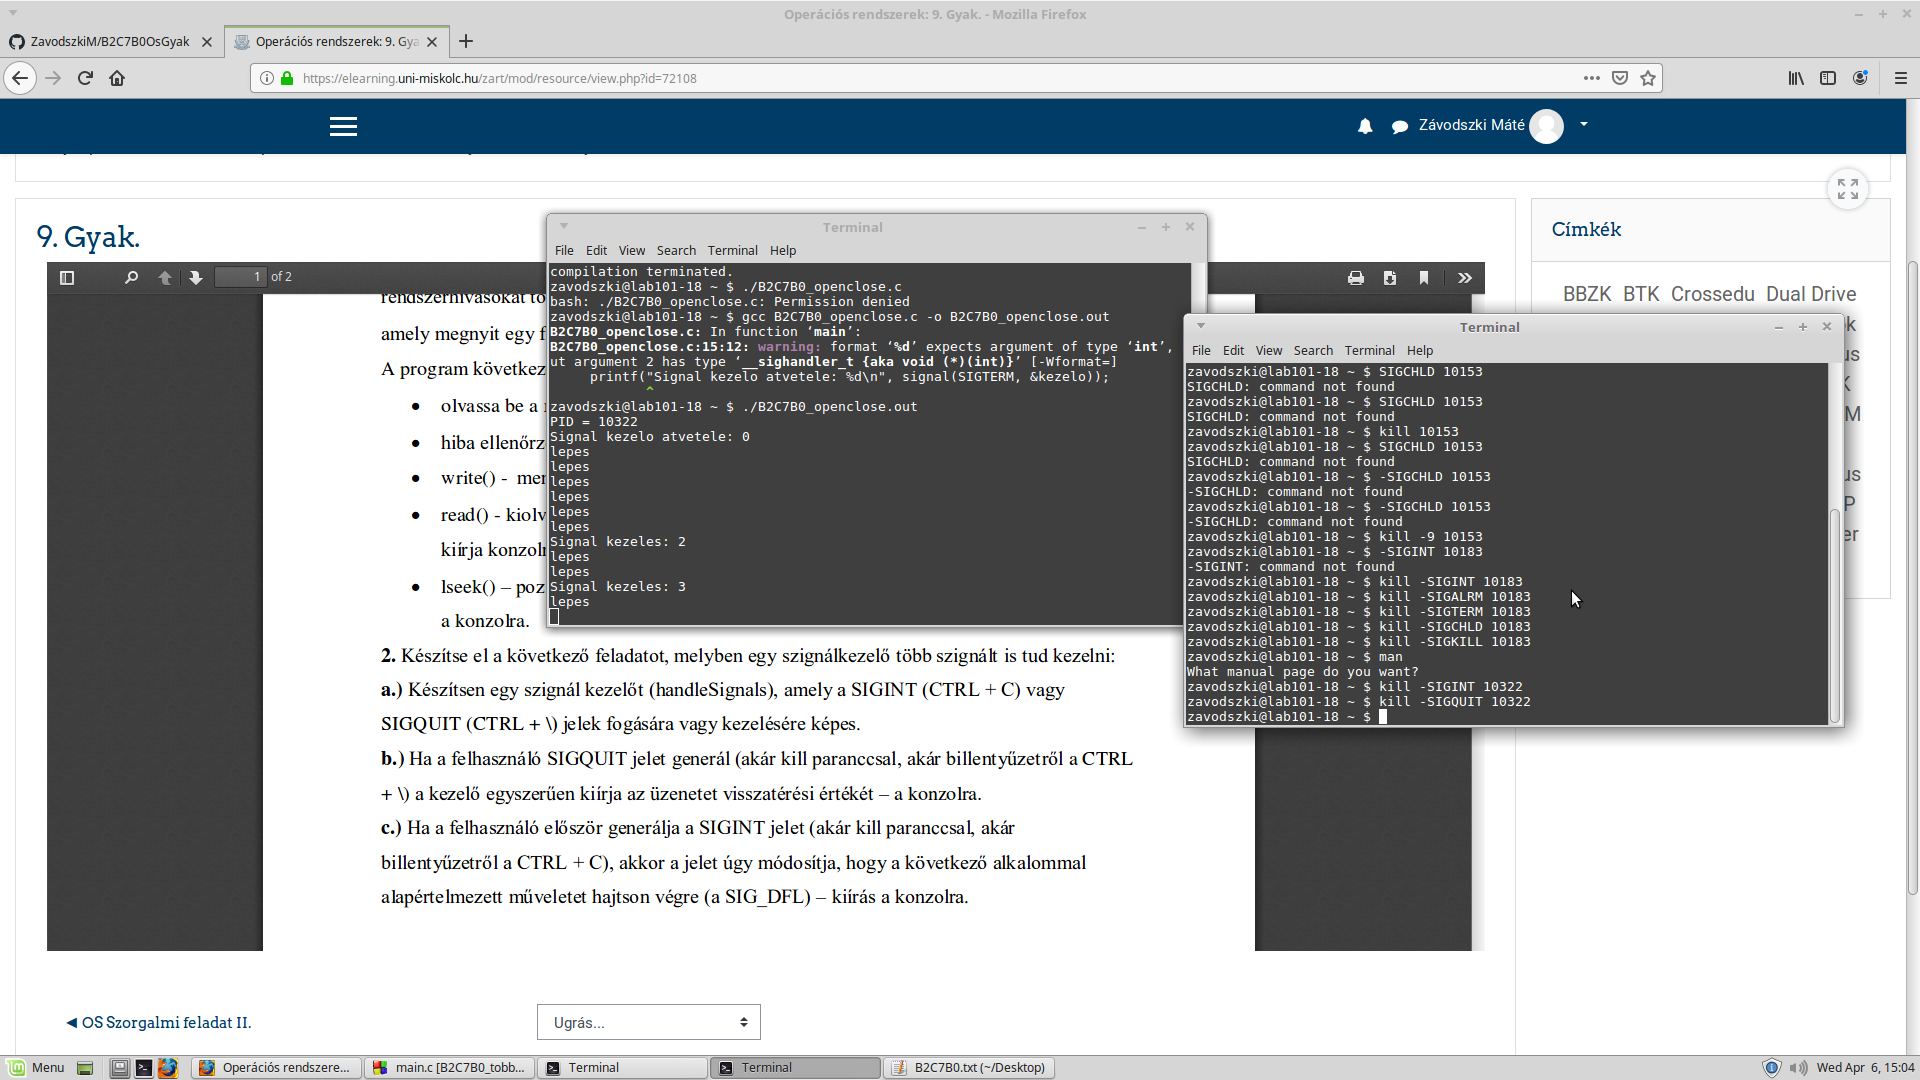 Operációs rendszerek: 9. Gyak. - Mozilla Firefox
ZavodszkiM/B2C7B0OsGyak
Operációs rendszerek: 9. Gya
https://elearning.uni-miskolc.hu/zart/mod/resource/view.php?id=72108
Závodszki Máté
9. Gyak.
1 of 2
Címkék
BBZK BTK Crossedu Dual Drive
rendszerhívásokat
amely megnyit egy
A program következ
• olvassa be a
• hiba ellenőrz
• write() - mer
• read() - kiolv
kiírja konzolr
• lseek() – poz
a konzolra.
2. Készítse el a következő feladatot, melyben egy szignálkezelő több szignált is tud kezelni:
a.) Készítsen egy szignál kezelőt (handleSignals), amely a SIGINT (CTRL + C) vagy
SIGQUIT (CTRL + \) jelek fogására vagy kezelésére képes.
b.) Ha a felhasználó SIGQUIT jelet generál (akár kill paranccsal, akár billentyűzetről a CTRL
+ \) a kezelő egyszerűen kiírja az üzenetet visszatérési értékét – a konzolra.
c.) Ha a felhasználó először generálja a SIGINT jelet (akár kill paranccsal, akár
billentyűzetről a CTRL + C), akkor a jelet úgy módosítja, hogy a következő alkalommal
alapértelmezett műveletet hajtson végre (a SIG_DFL) – kiírás a konzolra.
Terminal
File Edit View Search Terminal Help
compilation terminated.
zavodszki@lab101-18 ~ $ ./B2C7B0_openclose.c
bash: ./B2C7B0_openclose.c: Permission denied
zavodszki@lab101-18 ~ $ gcc B2C7B0_openclose.c -o B2C7B0_openclose.out
B2C7B0_openclose.c: In function ‘main’:
B2C7B0_openclose.c:15:12: warning: format ‘%d’ expects argument of type ‘int’,
ut argument 2 has type ‘__sighandler_t {aka void (*)(int)}’ [-Wformat=]
printf("Signal kezelo atvetele: %d\n", signal(SIGTERM, &kezelo));
^
zavodszki@lab101-18 ~ $ ./B2C7B0_openclose.out
PID = 10322
Signal kezelo atvetele: 0
lepes
lepes
lepes
lepes
lepes
lepes
Signal kezeles: 2
lepes
lepes
Signal kezeles: 3
lepes
Terminal
File Edit View Search Terminal Help
zavodszki@lab101-18 ~ $ SIGCHLD 10153
SIGCHLD: command not found
zavodszki@lab101-18 ~ $ SIGCHLD 10153
SIGCHLD: command not found
zavodszki@lab101-18 ~ $ kill 10153
zavodszki@lab101-18 ~ $ SIGCHLD 10153
SIGCHLD: command not found
zavodszki@lab101-18 ~ $ -SIGCHLD 10153
-SIGCHLD: command not found
zavodszki@lab101-18 ~ $ -SIGCHLD 10153
-SIGCHLD: command not found
zavodszki@lab101-18 ~ $ kill -9 10153
zavodszki@lab101-18 ~ $ -SIGINT 10183
-SIGINT: command not found
zavodszki@lab101-18 ~ $ kill -SIGINT 10183
zavodszki@lab101-18 ~ $ kill -SIGALRM 10183
zavodszki@lab101-18 ~ $ kill -SIGTERM 10183
zavodszki@lab101-18 ~ $ kill -SIGCHLD 10183
zavodszki@lab101-18 ~ $ kill -SIGKILL 10183
zavodszki@lab101-18 ~ $ man
What manual page do you want?
zavodszki@lab101-18 ~ $ kill -SIGINT 10322
zavodszki@lab101-18 ~ $ kill -SIGQUIT 10322
zavodszki@lab101-18 ~ $
◄ OS Szorgalmi feladat II.
Ugrás...
Menu
Operációs rendszere...
main.c [B2C7B0_tobb...
Terminal
Terminal
B2C7B0.txt (~/Desktop)
Wed Apr 6, 15:04